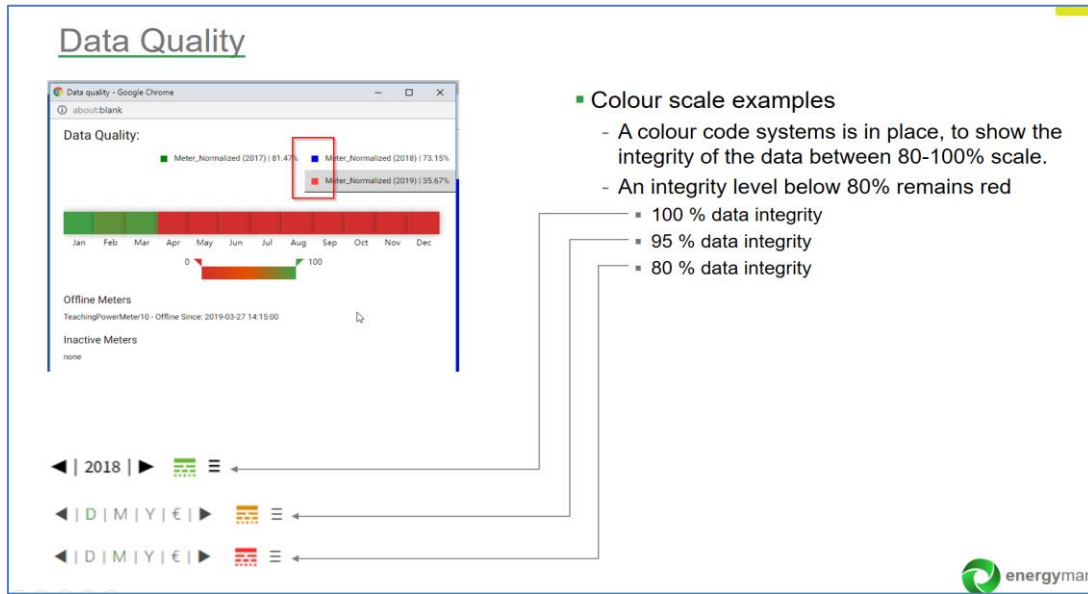 Data Quality
Data quality - Google Chrome
about:blank
Data Quality:
Meter_Normalized (2017) | 81.47%
Meter_Normalized (2018) | 73.15%
Meter_Normalized (2019) | 35.67%
Jan Feb Mar Apr May Jun Jul Aug Sep Oct Nov Dec
0 100
Offline Meters
TeachingPowerMeter10 - Offline Since: 2019-03-27 14:15:00
Inactive Meters
none
Colour scale examples
- A colour code systems is in place, to show the
integrity of the data between 80-100% scale.
- An integrity level below 80% remains red
100 % data integrity
95 % data integrity
80 % data integrity
| 2018 |
| D | M | Y | € |
| D | M | Y | € |
energyman